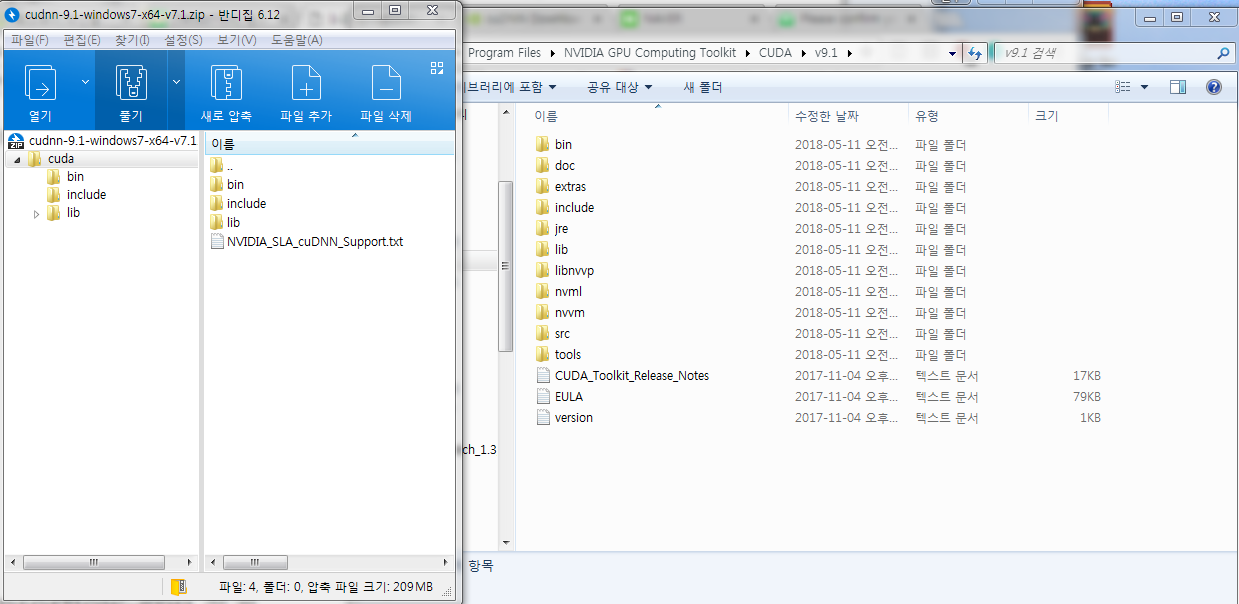 cudnn-9.1-windows7-x64-v7.1.zip - 반디집 6.12
파일(F) 편집(E) 찾기(I) 설정(S) 보기(V) 도움말(A)
열기 풀기 새로 압축 파일 추가 파일 삭제
cudnn-9.1-windows7-x64-v7.1
cuda
bin
include
lib
이름
..
bin
include
lib
NVIDIA_SLA_cuDNN_Support.txt
파일: 4, 폴더: 0, 압축 파일 크기: 209MB
Program Files NVIDIA GPU Computing Toolkit CUDA v9.1
v9.1 검색
브러리에 포함 공유 대상 새 폴더
이름 수정한 날짜 유형 크기
bin 2018-05-11 오전... 파일 폴더
doc 2018-05-11 오전... 파일 폴더
extras 2018-05-11 오전... 파일 폴더
include 2018-05-11 오전... 파일 폴더
jre 2018-05-11 오전... 파일 폴더
lib 2018-05-11 오전... 파일 폴더
libnvvp 2018-05-11 오전... 파일 폴더
nvml 2018-05-11 오전... 파일 폴더
nvvm 2018-05-11 오전... 파일 폴더
src 2018-05-11 오전... 파일 폴더
tools 2018-05-11 오전... 파일 폴더
CUDA_Toolkit_Release_Notes 2017-11-04 오후... 텍스트 문서 17KB
EULA 2017-11-04 오후... 텍스트 문서 79KB
version 2017-11-04 오후... 텍스트 문서 1KB
ch_1.3
항목